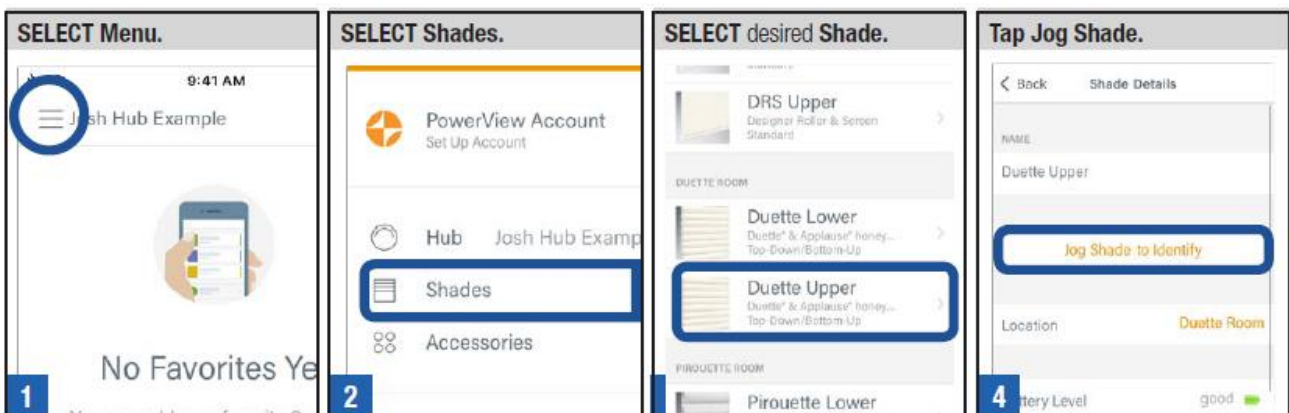 SELECT Menu.
9:41 AM
Josh Hub Example
No Favorites Ye
1
SELECT Shades.
PowerView Account
Set Up Account
Hub Josh Hub Examp
Shades
Accessories
2
SELECT desired Shade.
DRS Upper
Designer Roller & Screen
Standard
DUETTE ROOM
Duette Lower
Duette® & Applause® honey...
Top-Down/Bottom-Up
Duette Upper
Duette® & Applause® honey...
Top-Down/Bottom-Up
PIROUETTE ROOM
Pirouette Lower
Tap Jog Shade.
Back Shade Details
NAME
Duette Upper
Jog Shade to Identify
Location Duette Room
ttery Level good
4